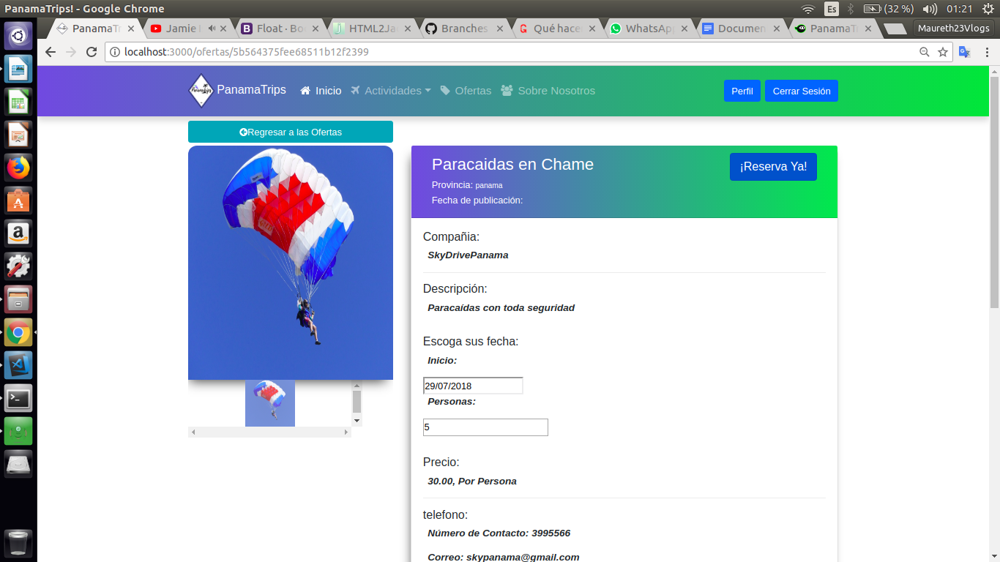 PanamaTrips! - Google Chrome
Es
(32 %)
01:21
PanamaTr
Jamie
Float · Boo
HTML2Ja
Branches
Qué hace
WhatsAp
Documen
PanamaTr
Maureth23Vlogs
localhost:3000/ofertas/5b564375fee68511b12f2399
PanamaTrips
Inicio
Actividades
Ofertas
Sobre Nosotros
Perfil
Cerrar Sesión
Regresar a las Ofertas
Paracaidas en Chame
¡Reserva Ya!
Provincia: panama
Fecha de publicación:
Compañia:
SkyDrivePanama
Descripción:
Paracaídas con toda seguridad
Escoga sus fecha:
Inicio:
29/07/2018
Personas:
5
Precio:
30.00, Por Persona
telefono:
Número de Contacto: 3995566
Correo: skypanama@gmail.com